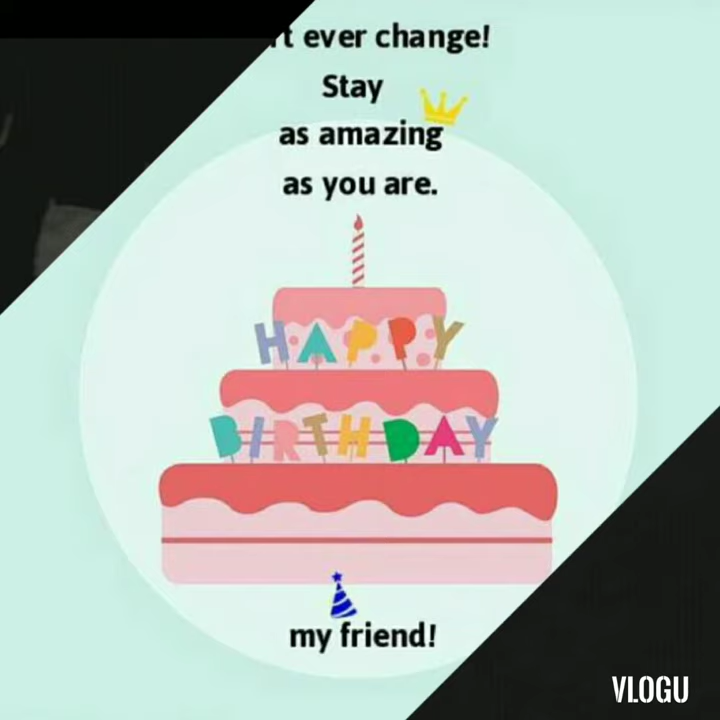 ever change!
Stay
as amazing
as you are.
HAPPY
BIRTHDAY
my friend!
VLOGU